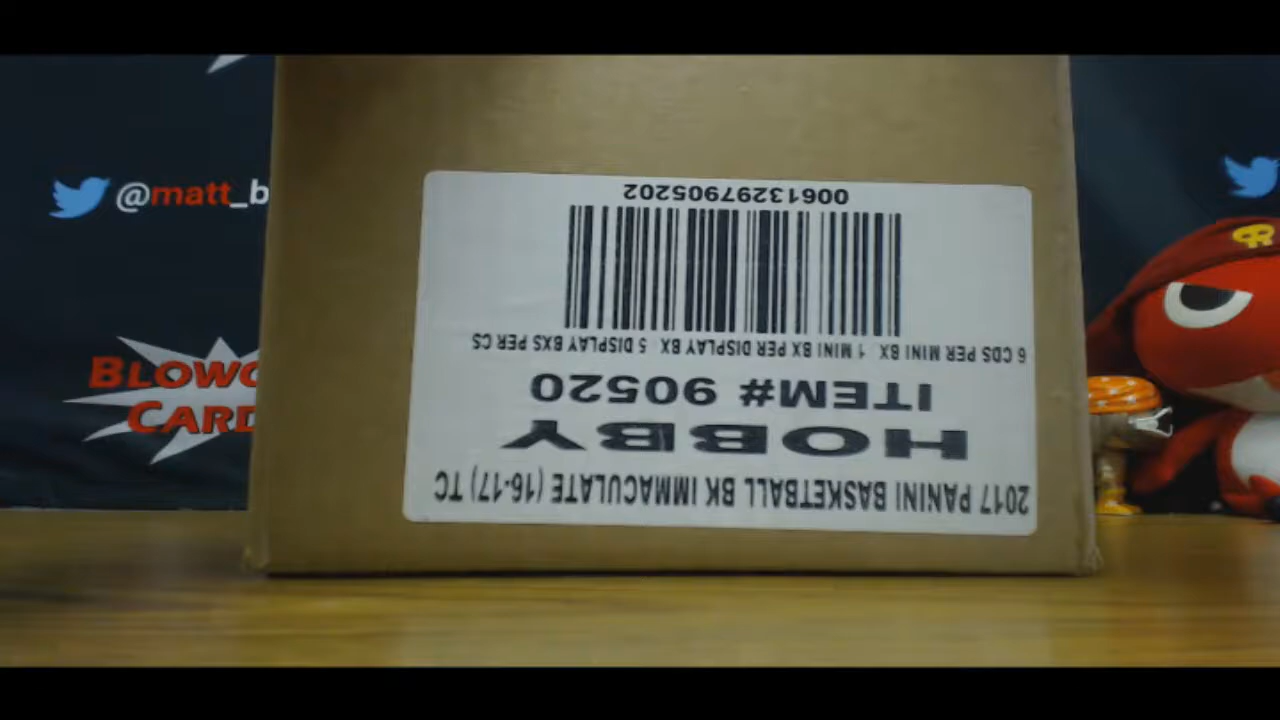 @matt_b
BLOWO
CARD
2017 PANINI BASKETBALL BK IMMACULATE (16-17) TC
HOBBY
ITEM# 90520
6 CDS PER MINI BX 1 MINI BX PER DISPLAY BX 5 DISPLAY BXS PER CS
00613297905202